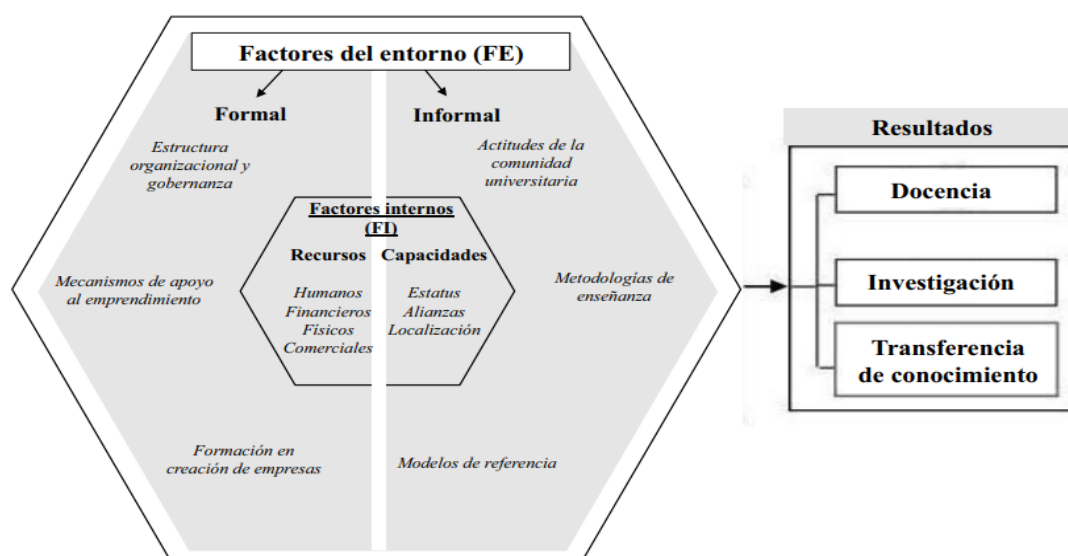 Factores del entorno (FE)
Formal
Informal
Estructura
organizacional y
gobernanza
Actitudes de la
comunidad
universitaria
Factores internos
(FI)
Recursos
Capacidades
Humanos
Financieros
Físicos
Comerciales
Estatus
Alianzas
Localización
Mecanismos de apoyo
al emprendimiento
Metodologías de
enseñanza
Formación en
creación de empresas
Modelos de referencia
Resultados
Docencia
Investigación
Transferencia
de conocimiento